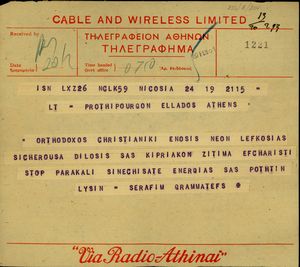 CABLE AND WIRELESS LIMITED
ΤΗΛΕΓΡΑΦΕΙΟΝ ΑΘΗΝΩΝ
ΤΗΛΕΓΡΑΦΗΜΑ
1221
ISN LXZ26 NCLK59 NICOSIA 24 19 2115 =
LT = PROTHIPOURGON ELLADOS ATHENS =
= ORTHODOXOS CHRISTIANIKI ENOSIS NEON LEFKOSIAS
SICHEROUSA DILOSIS SAS KIPRIAKON ZITIMA EFCHARISTI
STOP PARAKALI SINECHISATE ENERGIAS SAS POTHTIN
LYSIN = SERAFIM GRAMMATEFS
"Via Radio-Athinai"